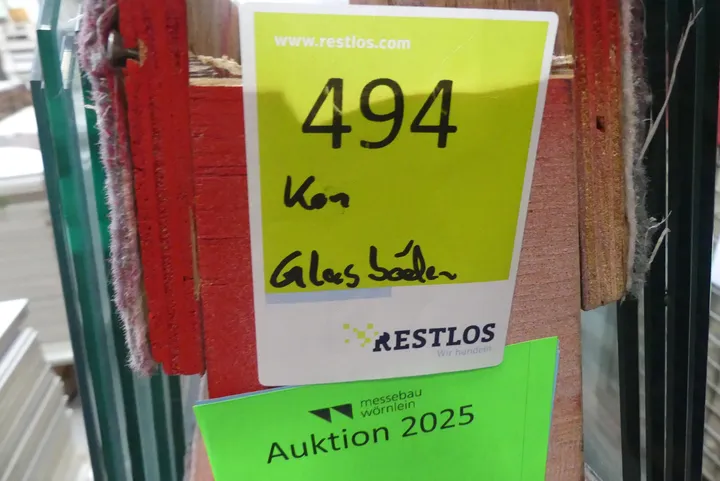 www.restlos.com
494
Kon
Glasböden
RESTLOS
Wir handeln.
messebau
wörnlein
Auktion 2025